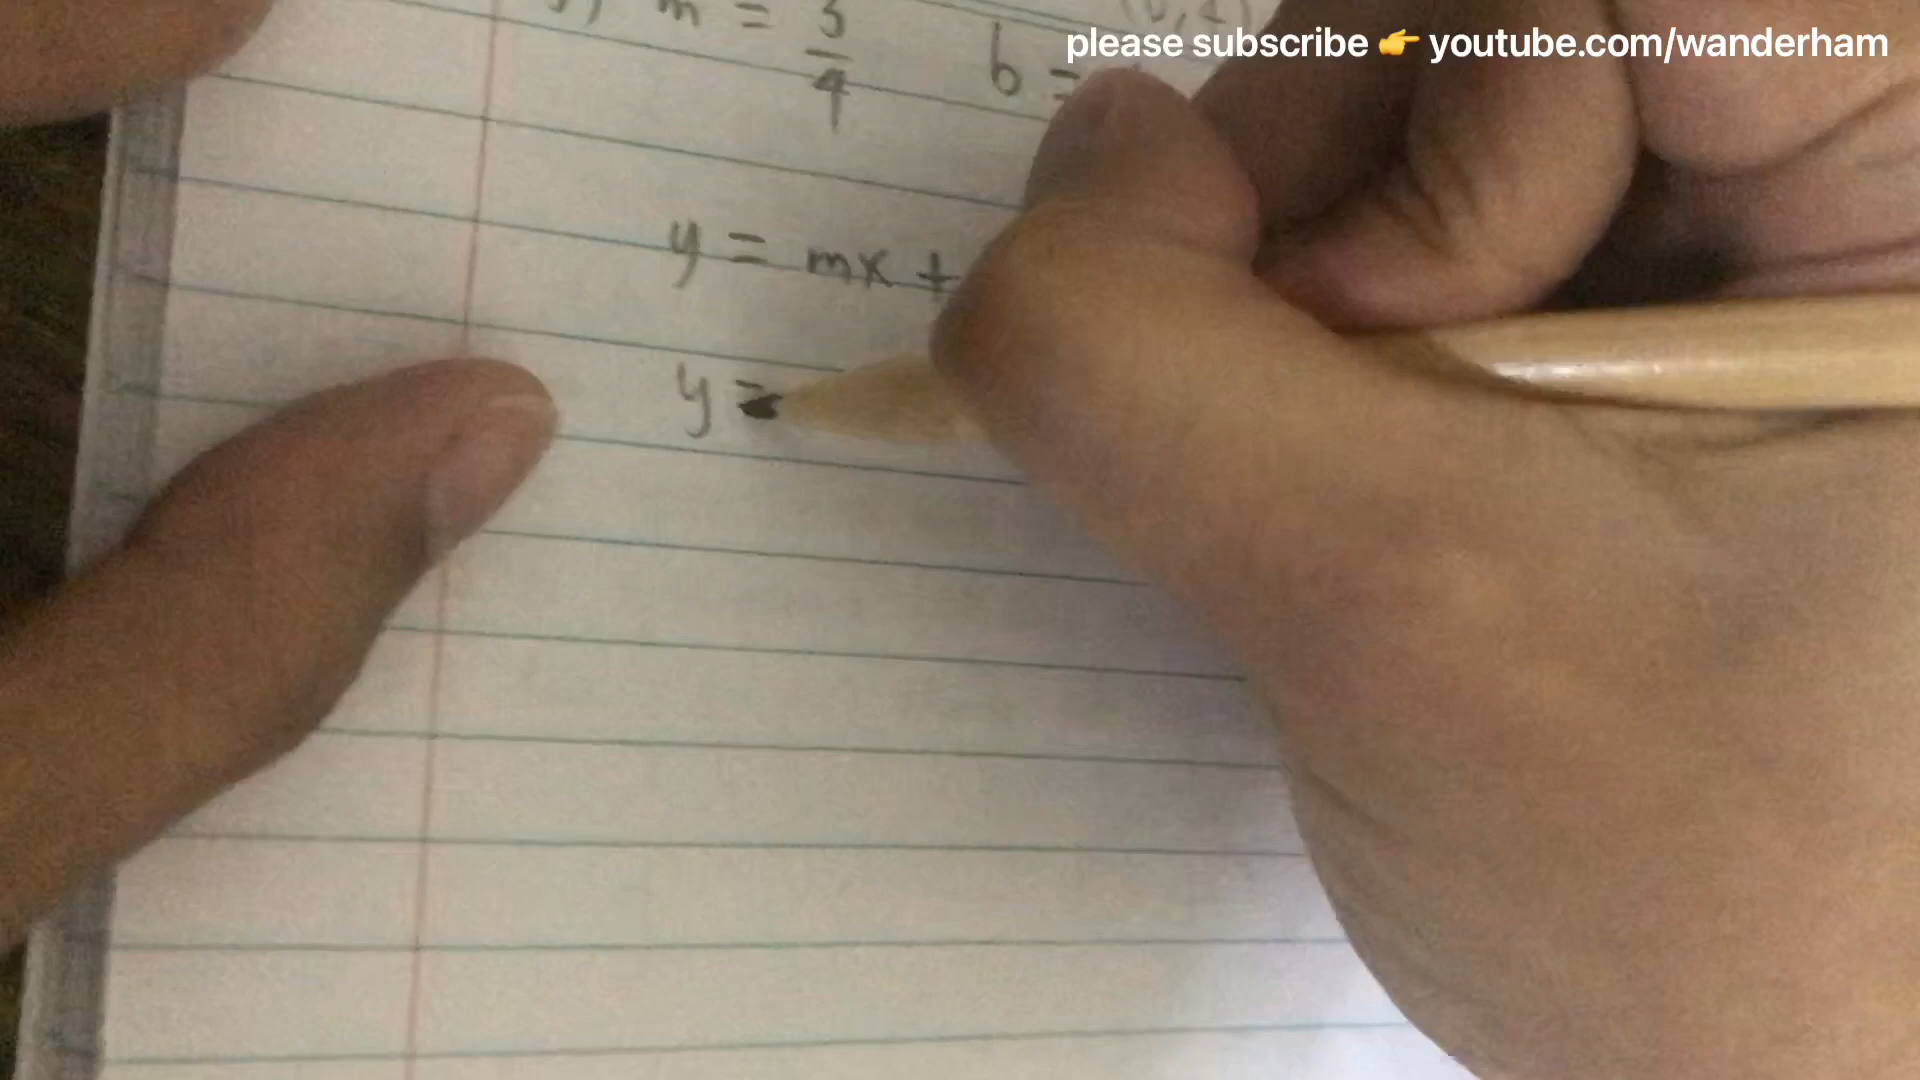 please subscribe 👉 youtube.com/wanderham
m = 3/4 b =
y = mx +
y =